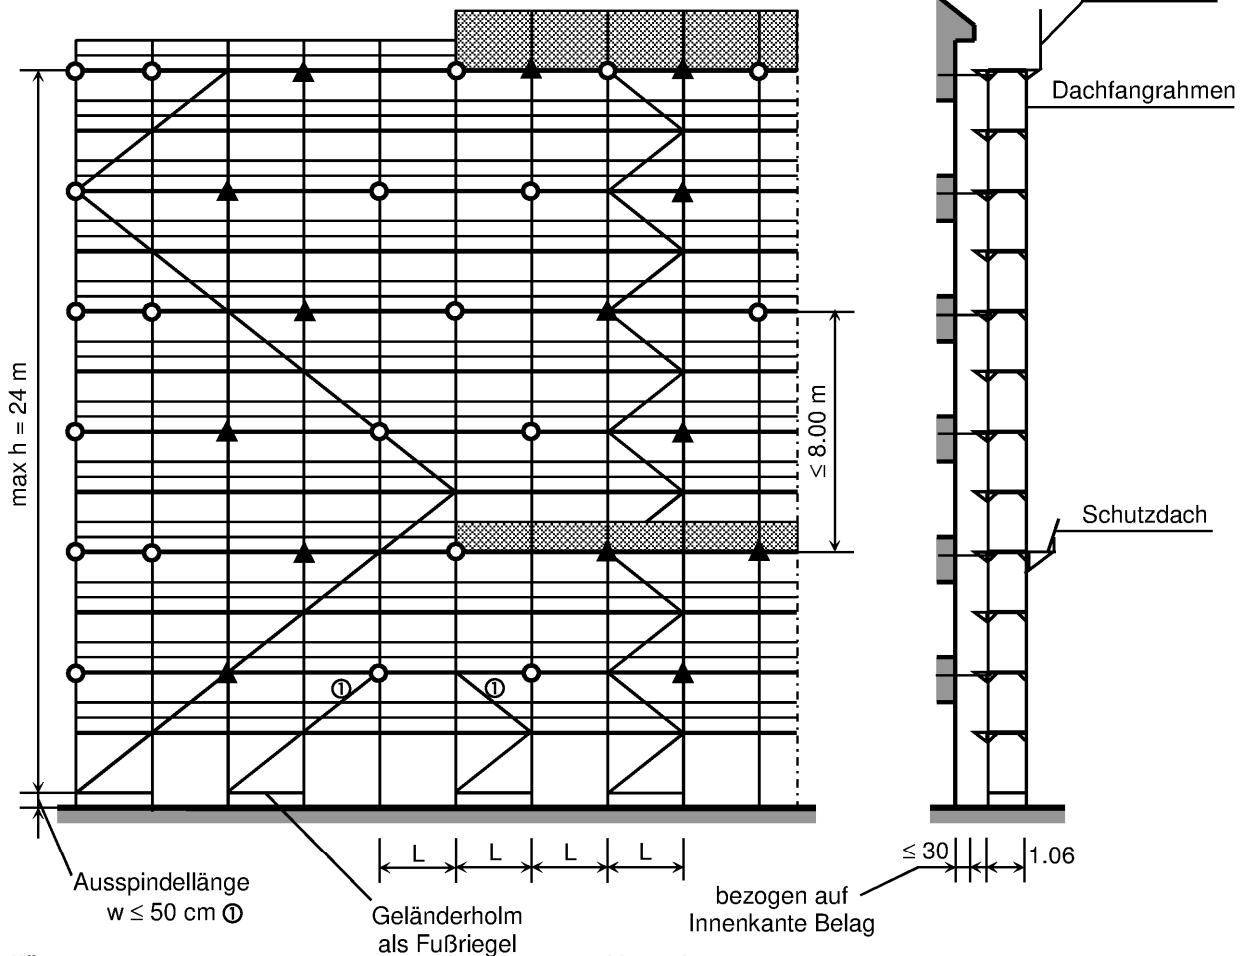 Dachfangrahmen
max h = 24 m
≤ 8.00 m
Schutzdach
① ①
L L L L
≤ 30
1.06
Ausspindellänge
w ≤ 50 cm ①
Geländerholm
als Fußriegel
bezogen auf
Innenkante Belag